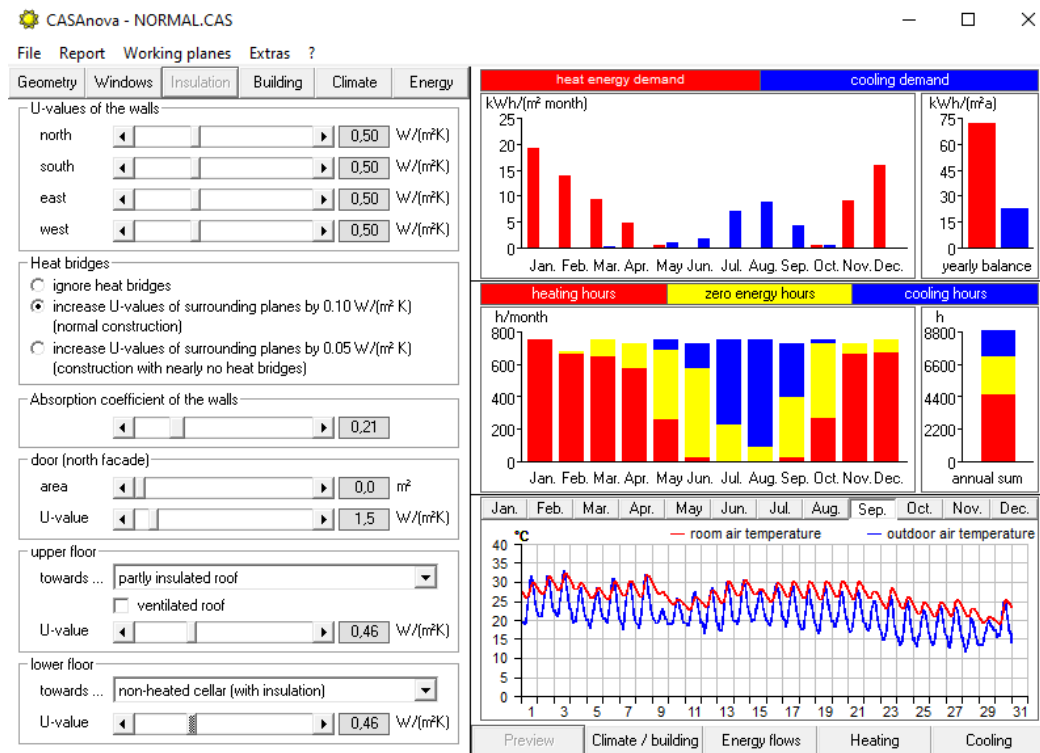 CASAnova - NORMAL.CAS
File Report Working planes Extras ?
Geometry Windows Insulation Building Climate Energy
U-values of the walls
north 0,50 W/(m²K)
south 0,50 W/(m²K)
east 0,50 W/(m²K)
west 0,50 W/(m²K)
Heat bridges
ignore heat bridges
increase U-values of surrounding planes by 0.10 W/(m² K)
(normal construction)
increase U-values of surrounding planes by 0.05 W/(m² K)
(construction with nearly no heat bridges)
Absorption coefficient of the walls
0,21
door (north facade)
area 0,0 m²
U-value 1,5 W/(m²K)
upper floor
towards ... partly insulated roof
ventilated roof
U-value 0,46 W/(m²K)
lower floor
towards ... non-heated cellar (with insulation)
U-value 0,46 W/(m²K)
heat energy demand cooling demand
kWh/(m² month)
25
20
15
10
5
0
Jan. Feb. Mar. Apr. May Jun. Jul. Aug. Sep. Oct. Nov. Dec.
kWh/(m²a)
75
60
45
30
15
0
yearly balance
heating hours zero energy hours cooling hours
h/month
800
600
400
200
0
Jan. Feb. Mar. Apr. May Jun. Jul. Aug. Sep. Oct. Nov. Dec.
h
8800
6600
4400
2200
0
annual sum
Jan. Feb. Mar. Apr. May Jun. Jul. Aug. Sep. Oct. Nov. Dec.
°C room air temperature outdoor air temperature
40
35
30
25
20
15
10
5
0
1 3 5 7 9 11 13 15 17 19 21 23 25 27 29 31
Preview Climate / building Energy flows Heating Cooling